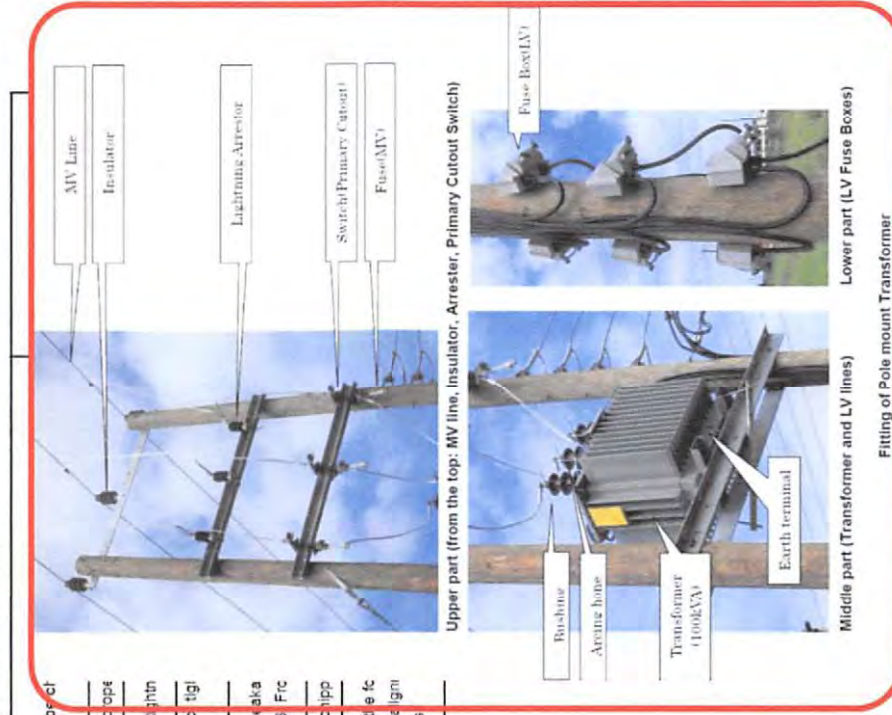 MV Line
Insulator
Lightning Arrestor
Switch(Primary Cutout)
Fuse(MV)
Upper part (from the top: MV line, Insulator, Arrester, Primary Cutout Switch)
Bushing
Arcing hone
Transformer
(100kVA)
Earth terminal
Middle part (Transformer and LV lines)
Fuse Box(LV)
Lower part (LV Fuse Boxes)
Fitting of Pole mount Transformer